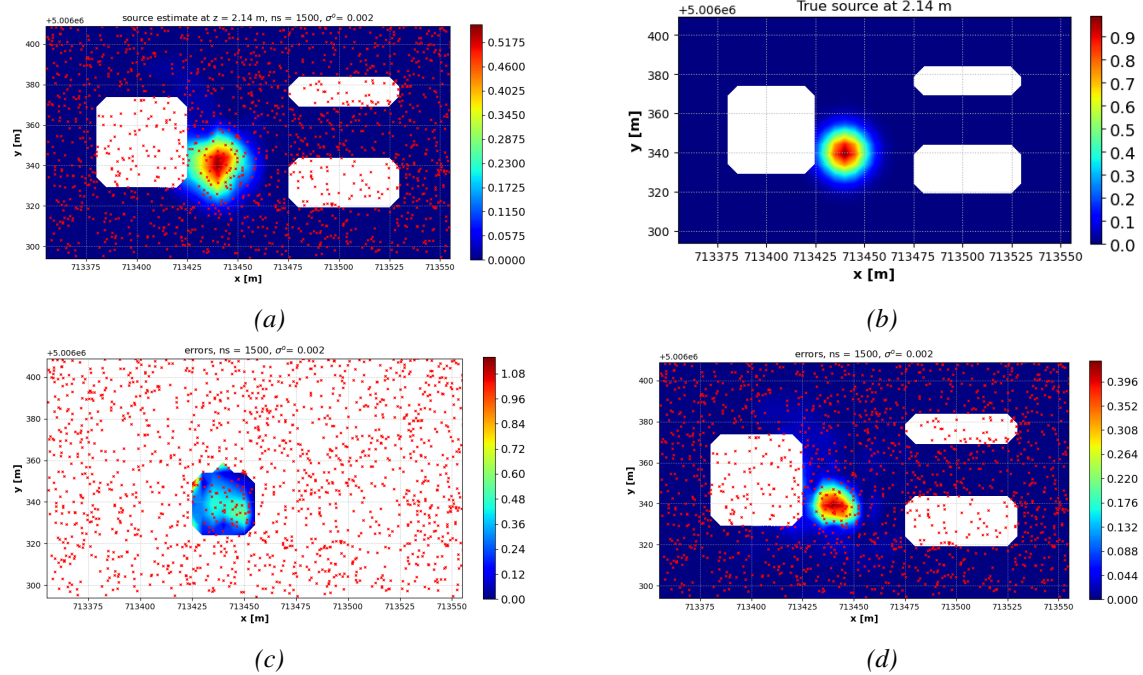 source estimate at z = 2.14 m, ns = 1500, σ⁰= 0.002
+5.006e6
400
380
360
340
320
300
y [m]
713375 713400 713425 713450 713475 713500 713525 713550
x [m]
0.5175
0.4600
0.4025
0.3450
0.2875
0.2300
0.1725
0.1150
0.0575
0.0000
(a)
True source at 2.14 m
+5.006e6
400
380
360
340
320
300
y [m]
713375 713400 713425 713450 713475 713500 713525 713550
x [m]
0.9
0.8
0.7
0.6
0.5
0.4
0.3
0.2
0.1
0.0
(b)
errors, ns = 1500, σ⁰= 0.002
+5.006e6
400
380
360
340
320
300
y [m]
713375 713400 713425 713450 713475 713500 713525 713550
x [m]
1.08
0.96
0.84
0.72
0.60
0.48
0.36
0.24
0.12
0.00
(c)
errors, ns = 1500, σ⁰= 0.002
+5.006e6
400
380
360
340
320
300
y [m]
713375 713400 713425 713450 713475 713500 713525 713550
x [m]
0.396
0.352
0.308
0.264
0.220
0.176
0.132
0.088
0.044
0.000
(d)